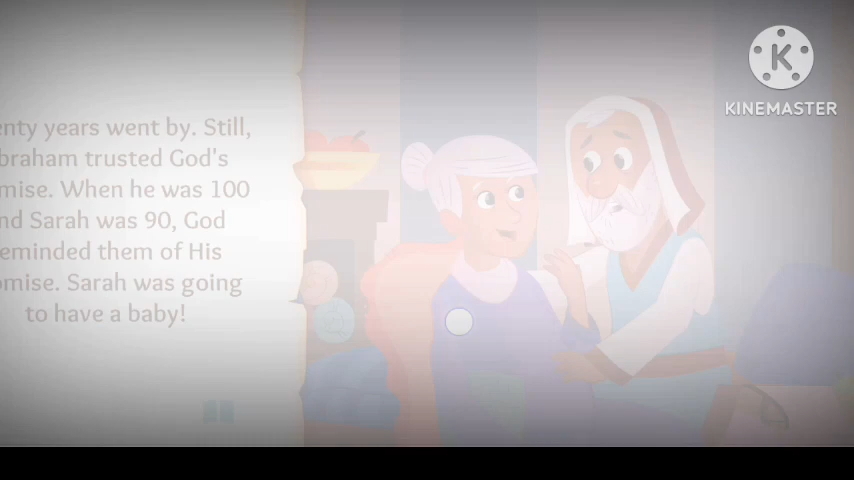 enty years went by. Still,
braham trusted God's
mise. When he was 100
nd Sarah was 90, God
eminded them of His
omise. Sarah was going
to have a baby!
KINEMASTER